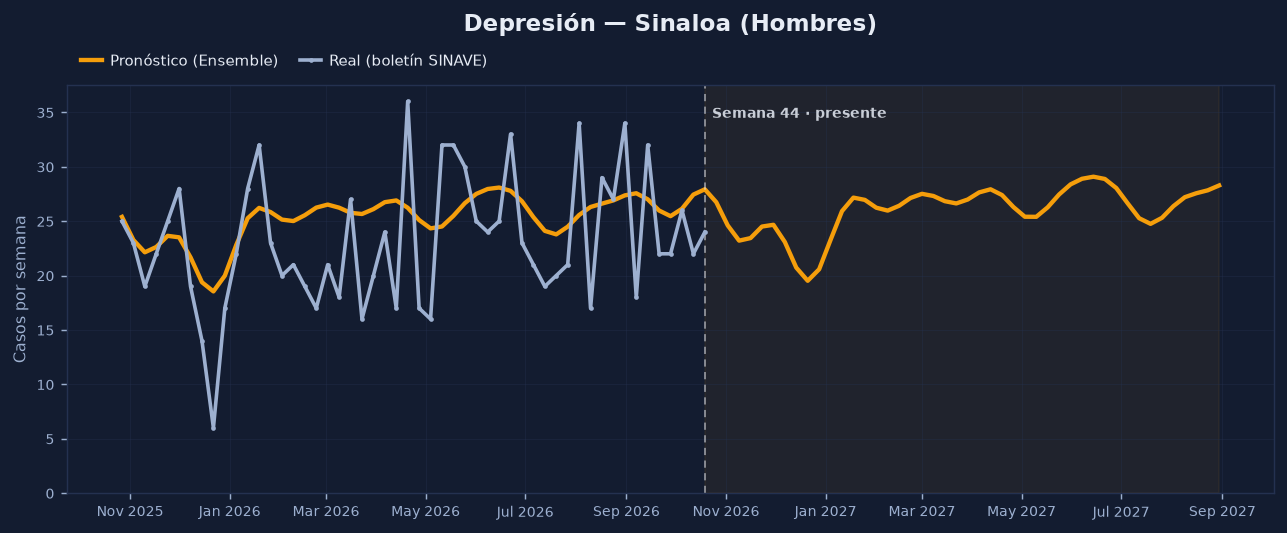 Depresión — Sinaloa (Hombres)
Pronóstico (Ensemble)
Real (boletín SINAVE)
Semana 44 · presente
Casos por semana
35
30
25
20
15
10
5
0
Nov 2025
Jan 2026
Mar 2026
May 2026
Jul 2026
Sep 2026
Nov 2026
Jan 2027
Mar 2027
May 2027
Jul 2027
Sep 2027